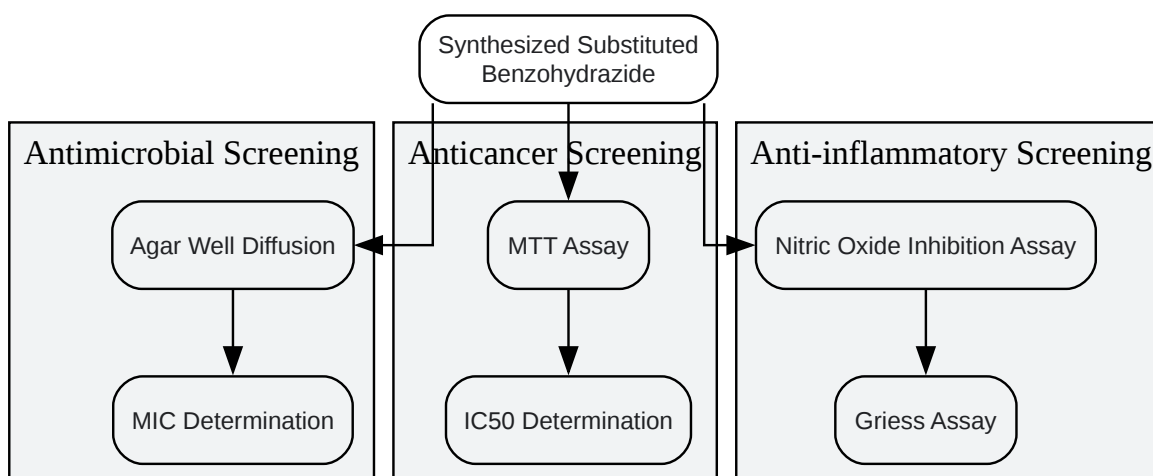 Synthesized Substituted
Benzohydrazide
Antimicrobial Screening
Anticancer Screening
Anti-inflammatory Screening
Agar Well Diffusion
MTT Assay
Nitric Oxide Inhibition Assay
MIC Determination
IC50 Determination
Griess Assay